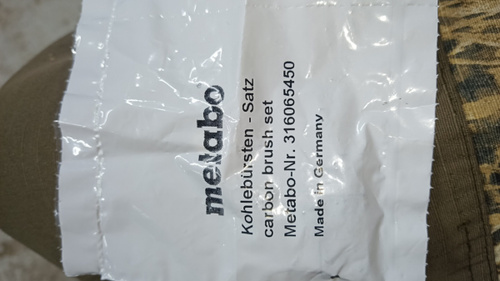 metabo
Kohlebürsten - Satz
carbon brush set
Metabo-Nr. 316065450
Made in Germany